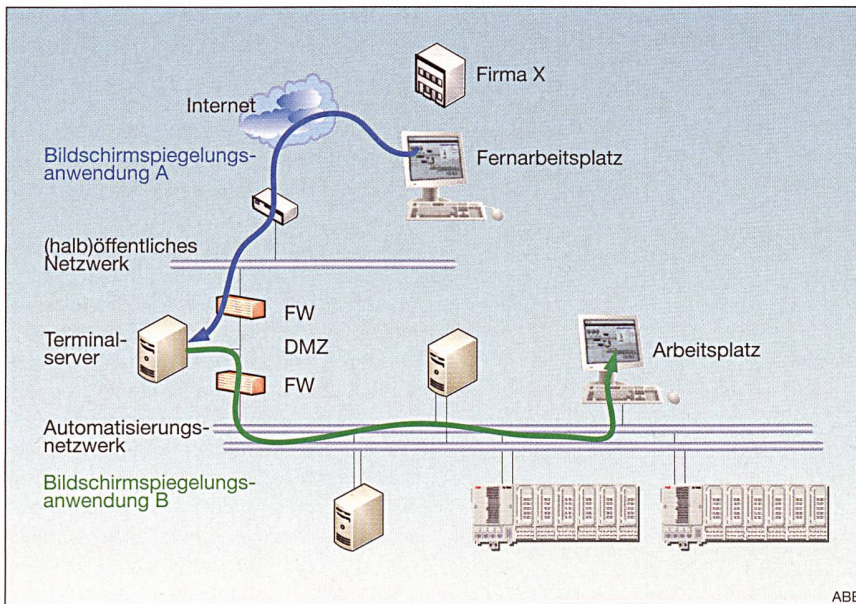 Firma X
Internet
Bildschirmspiegelungs-
anwendung A
Fernarbeitsplatz
(halb)öffentliches
Netzwerk
FW
Terminal-
server
DMZ
Arbeitsplatz
FW
Automatisierungs-
netzwerk
Bildschirmspiegelungs-
anwendung B
ABB